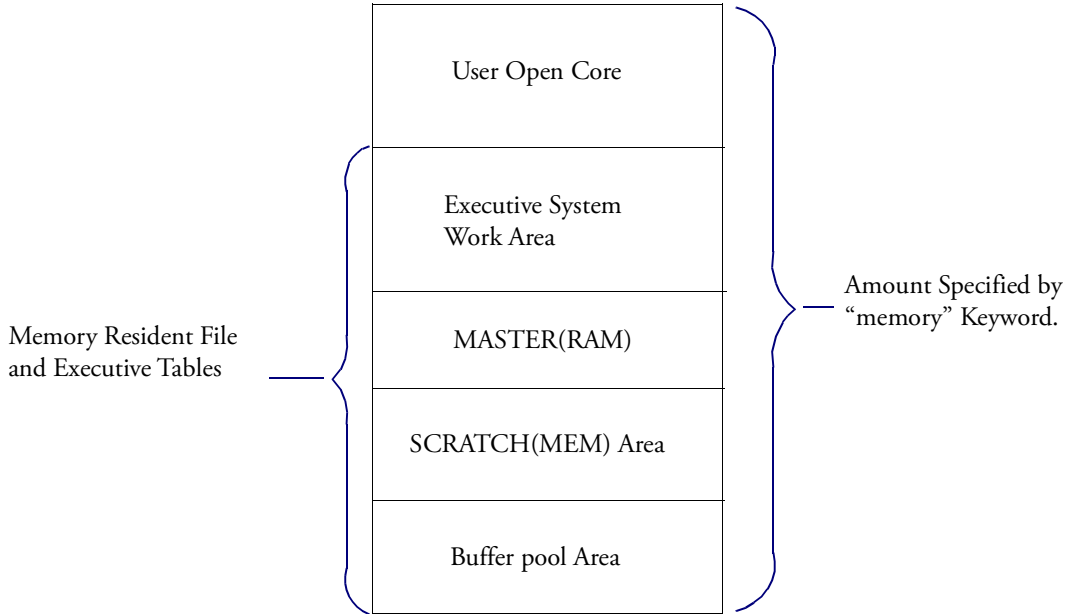 User Open Core
Executive System
Work Area
MASTER(RAM)
SCRATCH(MEM) Area
Buffer pool Area
Memory Resident File
and Executive Tables
Amount Specified by
“memory” Keyword.